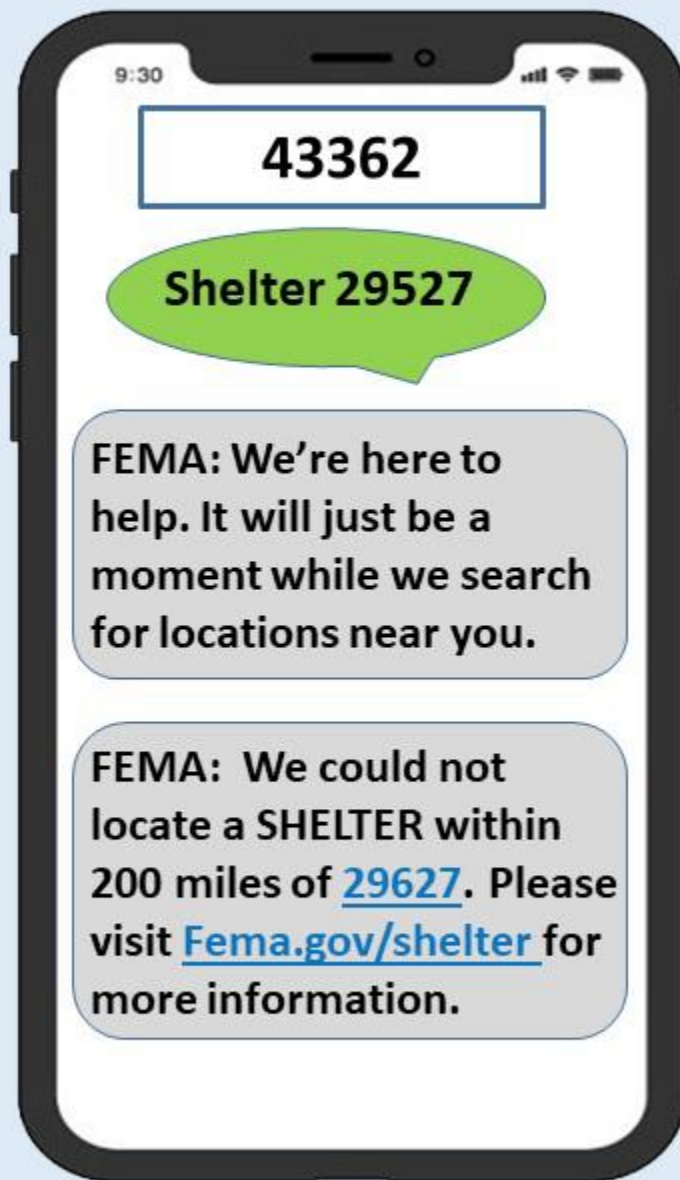 9:30
43362
Shelter 29527
FEMA: We’re here to
help. It will just be a
moment while we search
for locations near you.
FEMA:  We could not
locate a SHELTER within
200 miles of 29627. Please
visit Fema.gov/shelter for
more information.